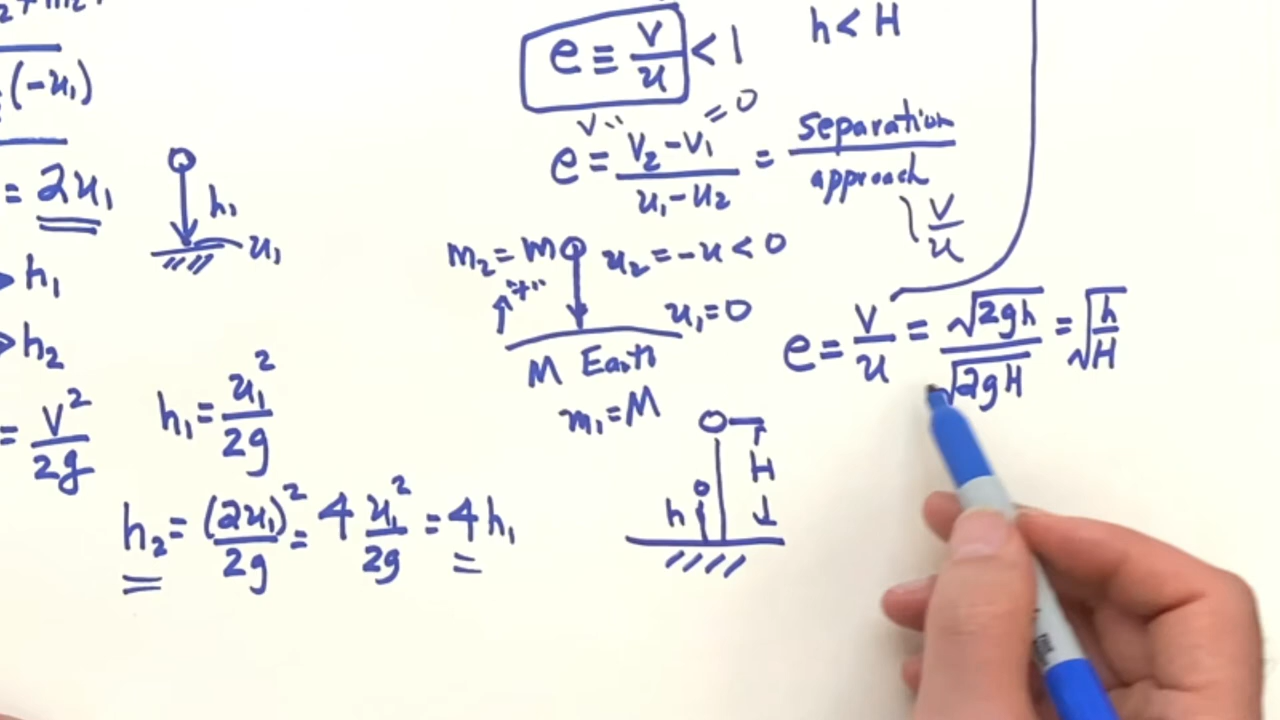 (-u₁)
= 2u₁
h₁
u₁
> h₁
> h₂
= v²/2g
h₁ = u₁²/2g
h₂ = (2u₁)²/2g = 4 u₁²/2g = 4h₁
e ≡ v/u < 1
h < H
e = (v₂ - v₁)/(u₁ - u₂) = separation/approach
v
= 0
v/u
m₂ = m
u₂ = -u < 0
"+"
u₁ = 0
M Earth
m₁ = M
e = v/u = √2gh/√2gH = √h/H
H
h